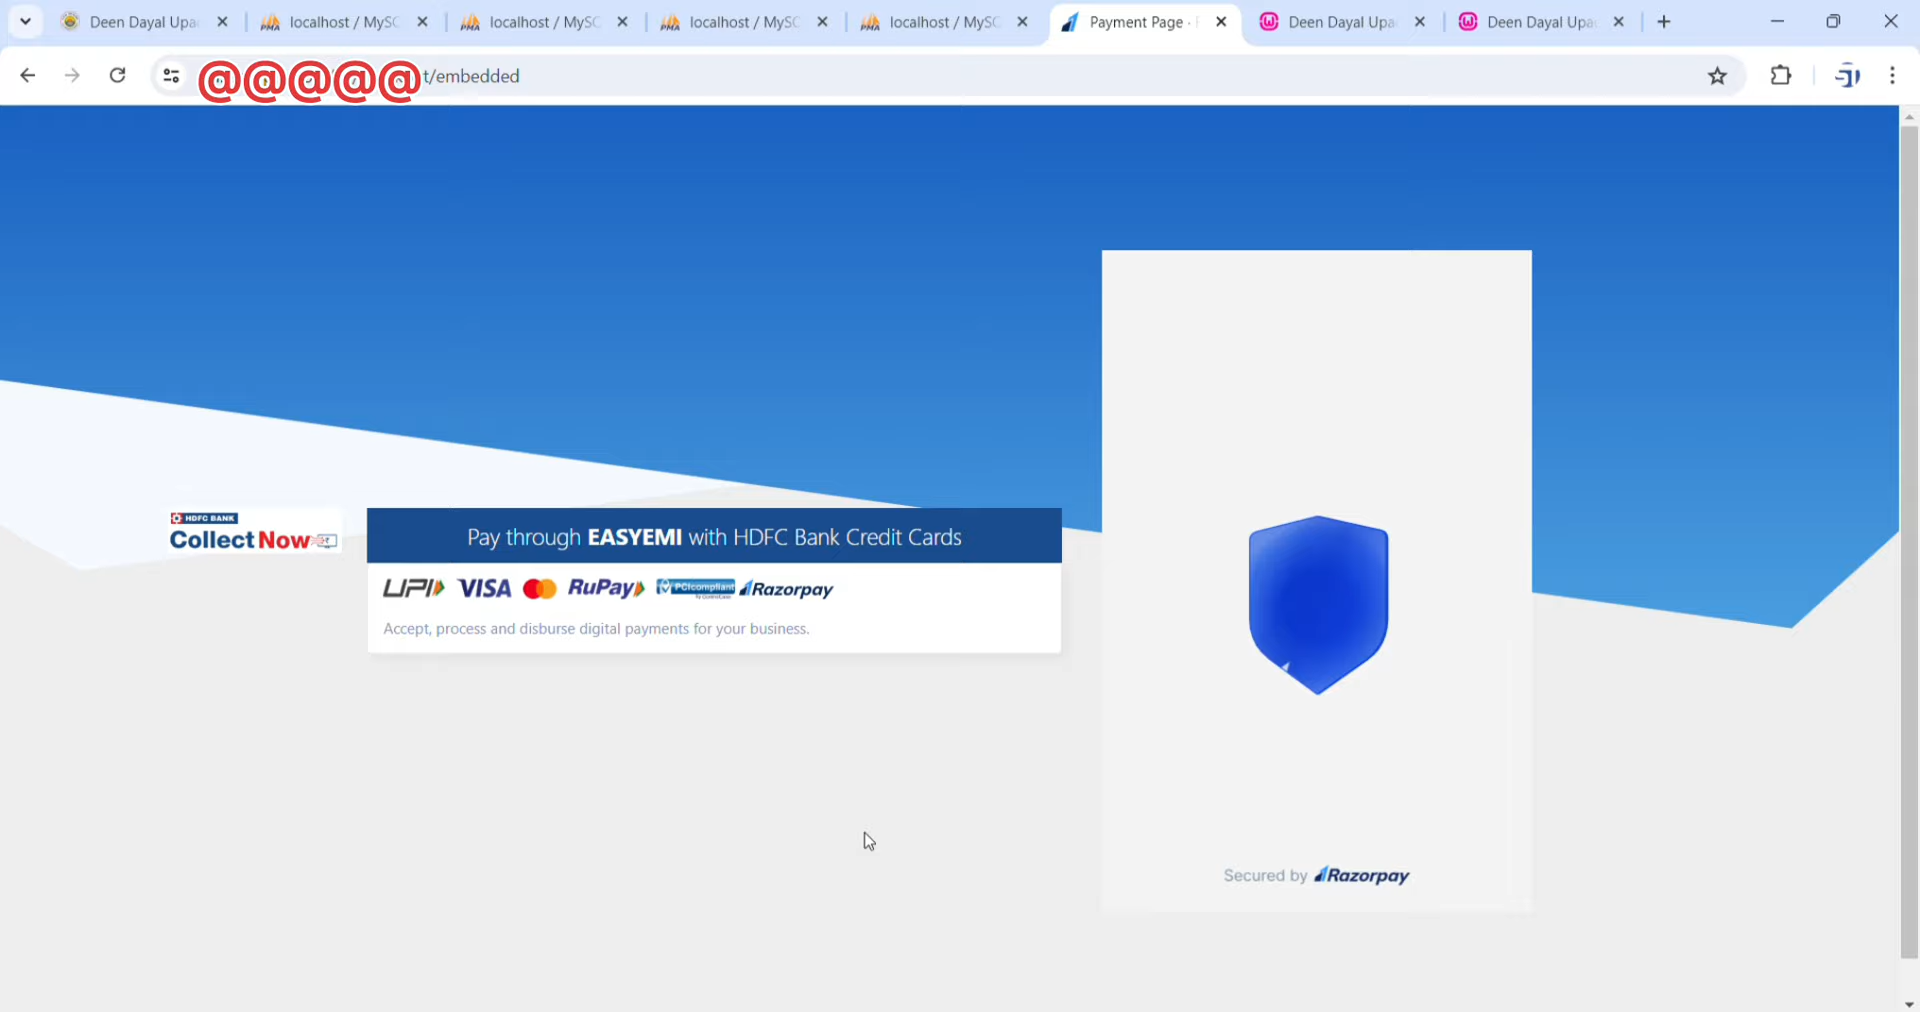 Deen Dayal Upa
localhost / MySC
localhost / MySC
localhost / MySC
localhost / MySC
Payment Page -
Deen Dayal Upa
Deen Dayal Upa
@@@@@t/embedded
HDFC BANK
Collect Now
Pay through EASYEMI with HDFC Bank Credit Cards
UPI VISA RuPay PCI compliant Razorpay
Accept, process and disburse digital payments for your business.
Secured by Razorpay